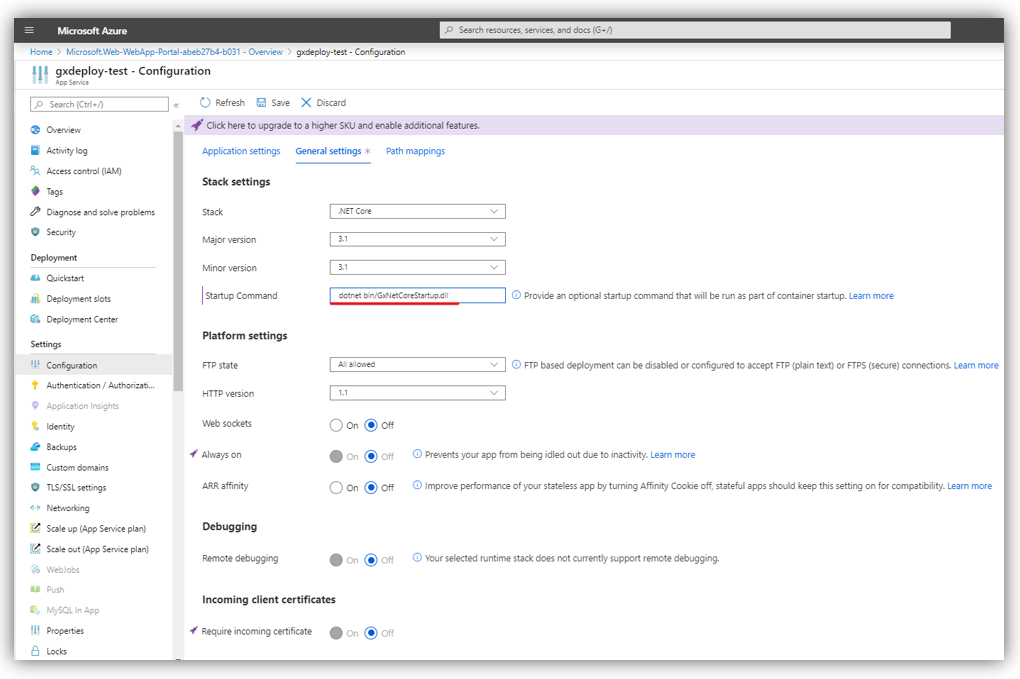 Microsoft Azure
Search resources, services, and docs (G+/)
Home > Microsoft.Web-WebApp-Portal-abeb27b4-b031 - Overview > gxdeploy-test - Configuration
gxdeploy-test - Configuration
App Service
Search (Ctrl+/)
«
Refresh Save Discard
Click here to upgrade to a higher SKU and enable additional features.
Overview
Activity log
Access control (IAM)
Tags
Diagnose and solve problems
Security
Deployment
Quickstart
Deployment slots
Deployment Center
Settings
Configuration
Authentication / Authorizati...
Application Insights
Identity
Backups
Custom domains
TLS/SSL settings
Networking
Scale up (App Service plan)
Scale out (App Service plan)
WebJobs
Push
MySQL In App
Properties
Locks
Application settings General settings * Path mappings
Stack settings
Stack .NET Core
Major version 3.1
Minor version 3.1
Startup Command dotnet bin/GxNetCoreStartup.dll Provide an optional startup command that will be run as part of container startup. Learn more
Platform settings
FTP state All allowed FTP based deployment can be disabled or configured to accept FTP (plain text) or FTPS (secure) connections. Learn more
HTTP version 1.1
Web sockets On Off
Always on On Off Prevents your app from being idled out due to inactivity. Learn more
ARR affinity On Off Improve performance of your stateless app by turning Affinity Cookie off, stateful apps should keep this setting on for compatibility. Learn more
Debugging
Remote debugging On Off Your selected runtime stack does not currently support remote debugging.
Incoming client certificates
Require incoming certificate On Off